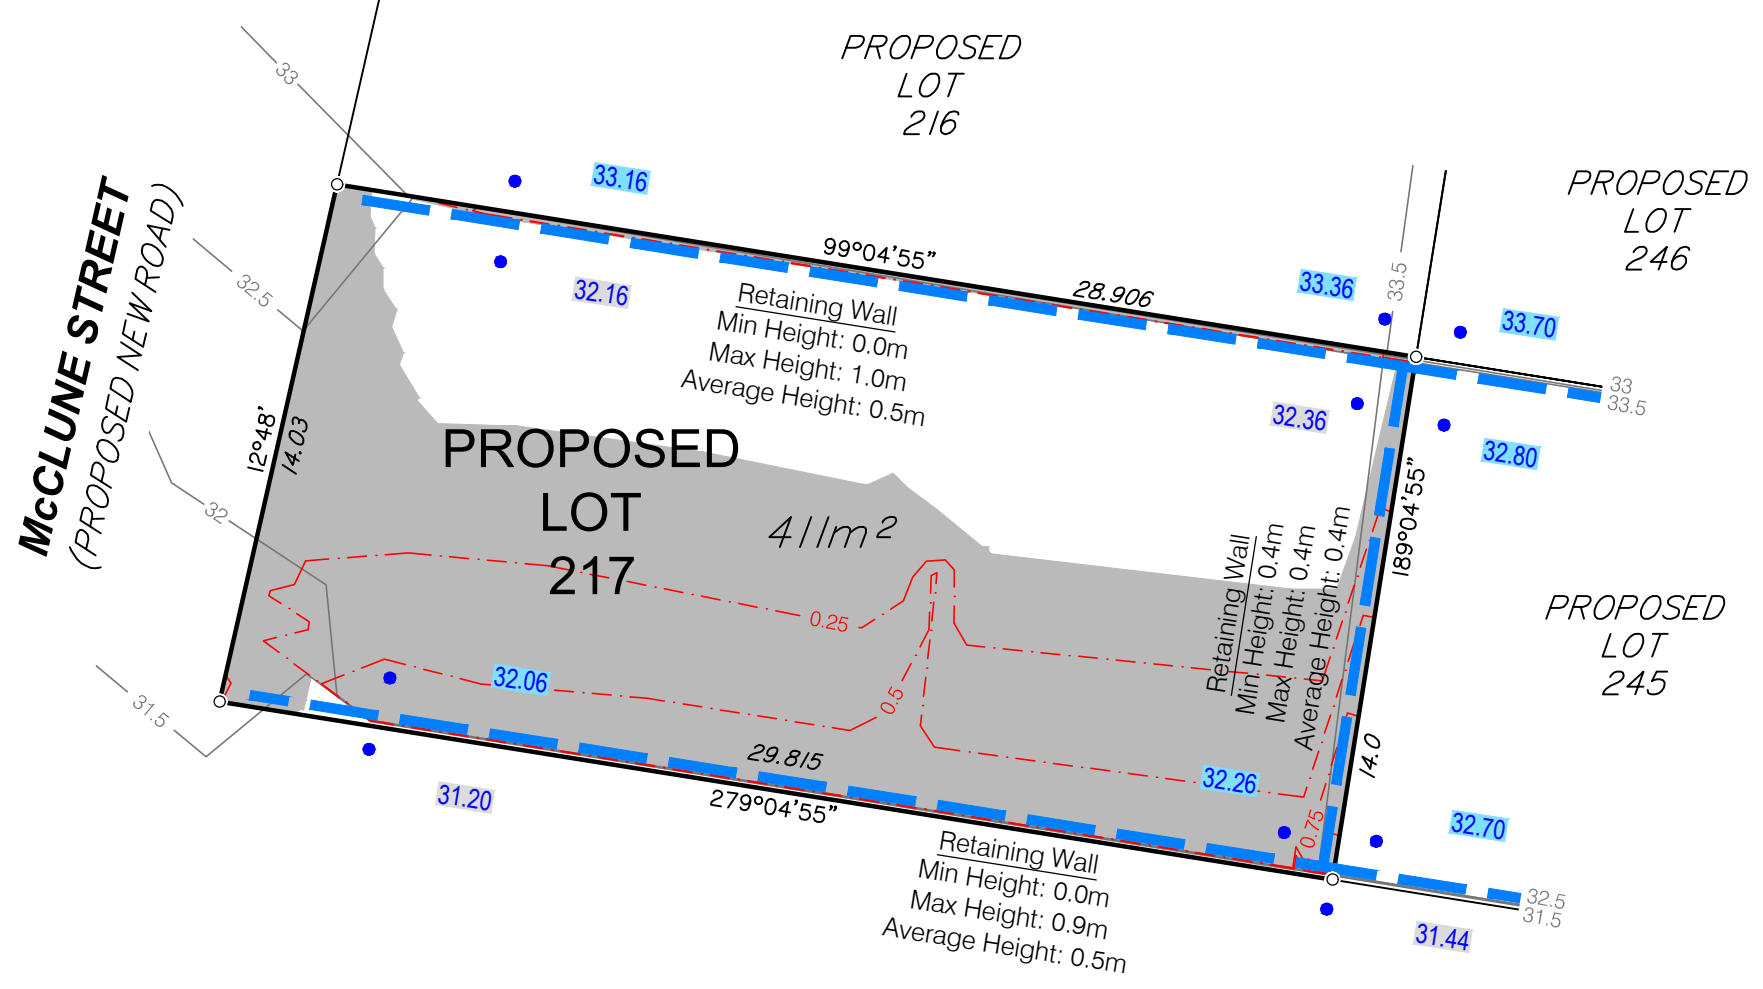 PROPOSED
LOT
216
33
33.16
PROPOSED
LOT
246
McCLUNE STREET
(PROPOSED NEW ROAD)
99°04'55"
28.906
33.5
33.36
33.70
32.5
32.16
Retaining Wall
Min Height: 0.0m
Max Height: 1.0m
Average Height: 0.5m
33
33.5
32.36
32.80
12°48'
14.03
PROPOSED
LOT
217
411m²
189°04'55"
32
0.25
Retaining Wall
Min Height: 0.4m
Max Height: 0.4m
Average Height: 0.4m
PROPOSED
LOT
245
31.5
32.06
0.5
29.815
279°04'55"
32.26
14.0
0.75
31.20
32.70
Retaining Wall
Min Height: 0.0m
Max Height: 0.9m
Average Height: 0.5m
32.5
31.5
31.44